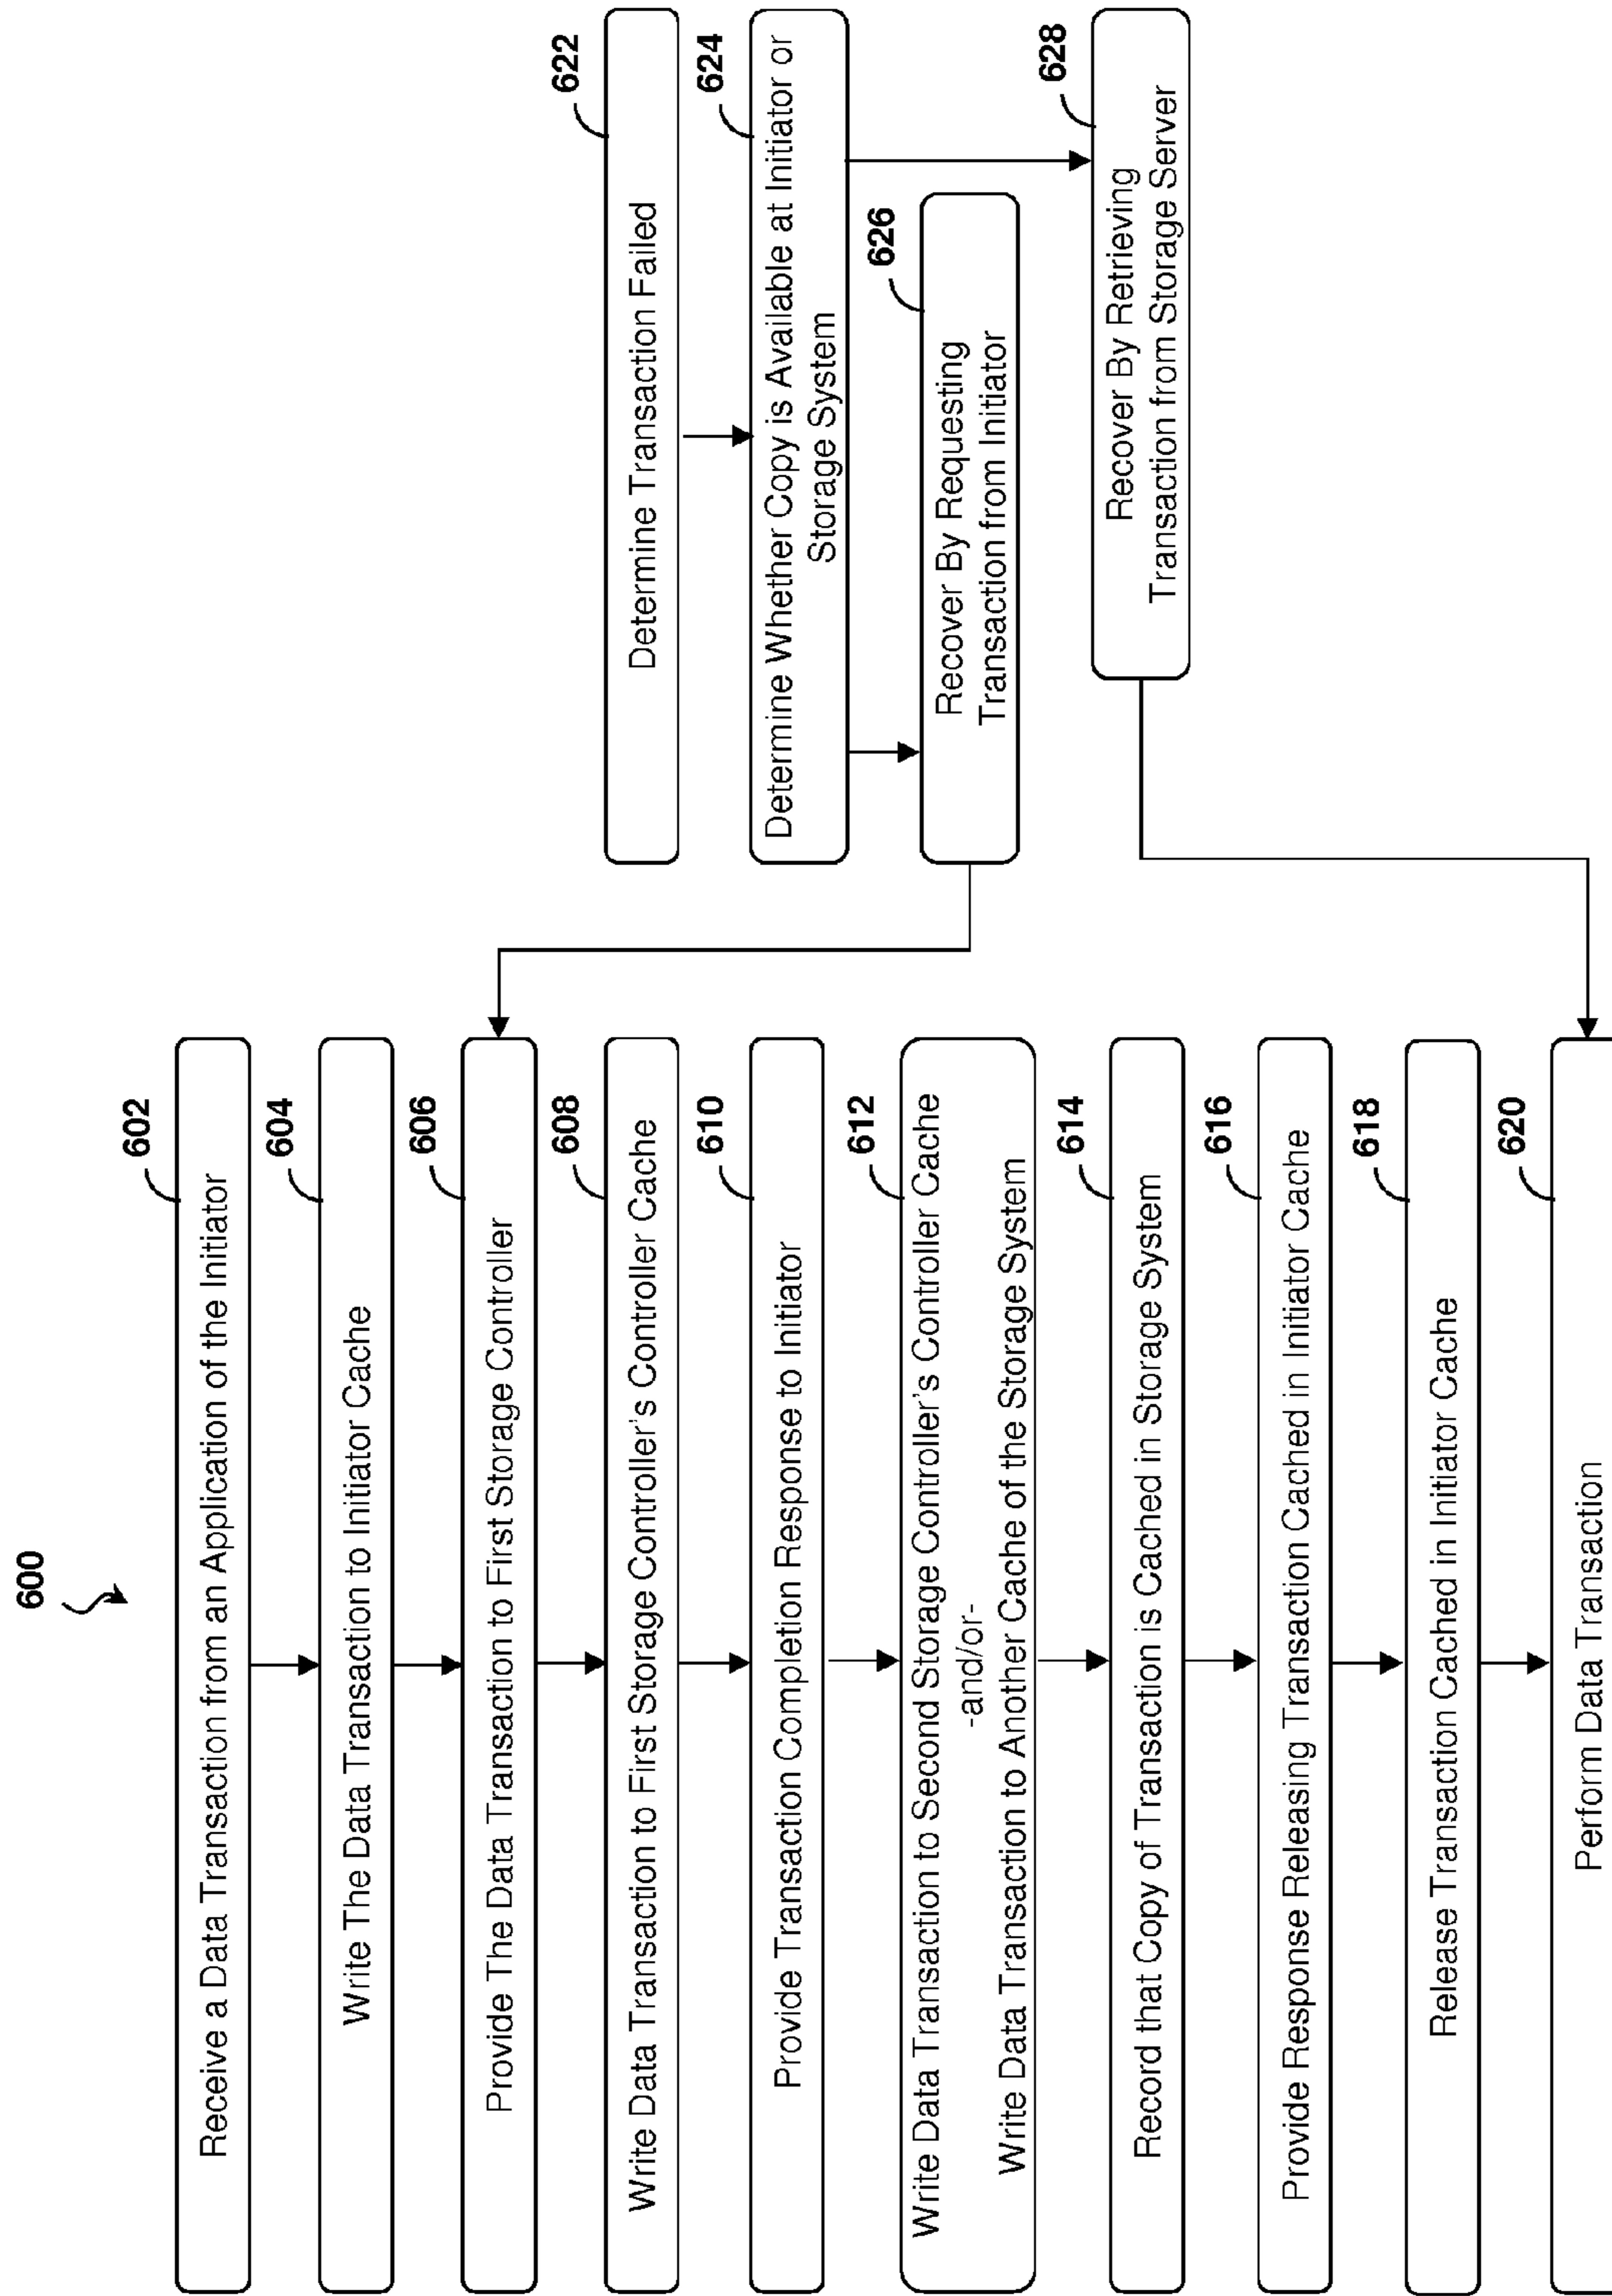 600
602
Receive a Data Transaction from an Application of the Initiator
604
Write The Data Transaction to Initiator Cache
606
Provide The Data Transaction to First Storage Controller
608
Write Data Transaction to First Storage Controller's Controller Cache
610
Provide Transaction Completion Response to Initiator
612
Write Data Transaction to Second Storage Controller's Controller Cache
-and/or-
Write Data Transaction to Another Cache of the Storage System
614
Record that Copy of Transaction is Cached in Storage System
616
Provide Response Releasing Transaction Cached in Initiator Cache
618
Release Transaction Cached in Initiator Cache
620
Perform Data Transaction
622
Determine Transaction Failed
624
Determine Whether Copy is Available at Initiator or
Storage System
626
Recover By Requesting
Transaction from Initiator
628
Recover By Retrieving
Transaction from Storage Server